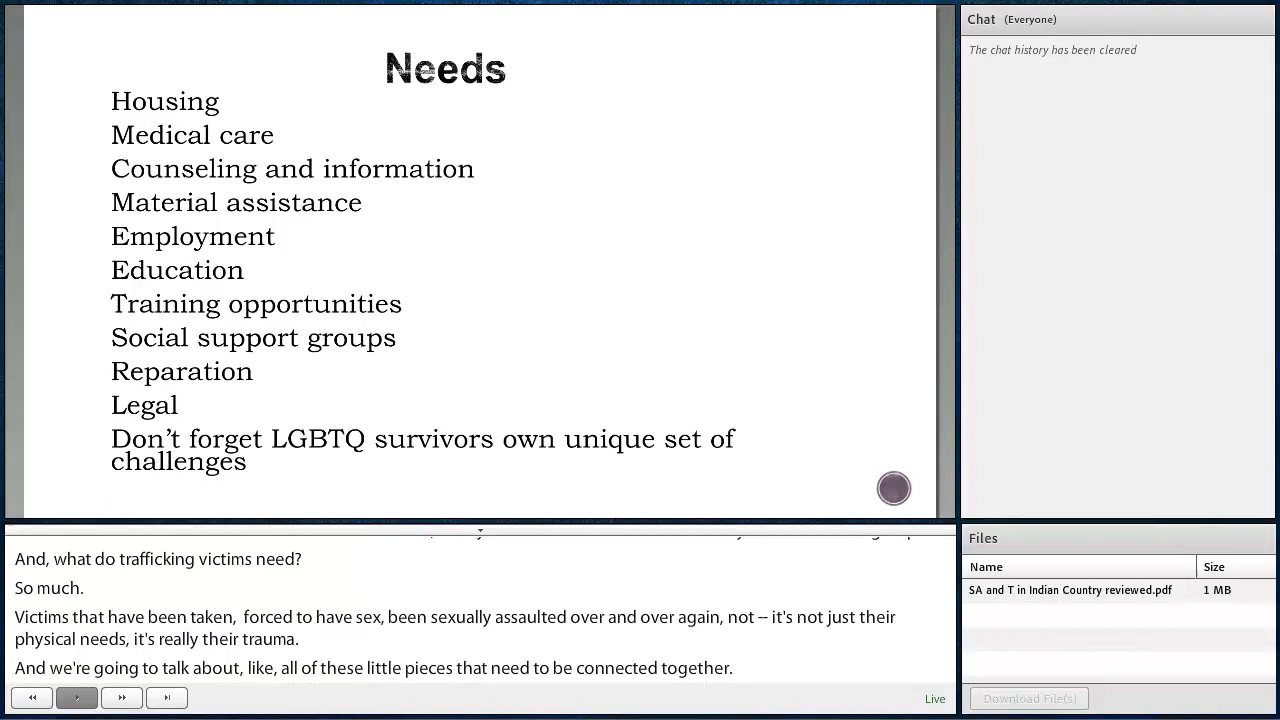 Needs
Housing
Medical care
Counseling and information
Material assistance
Employment
Education
Training opportunities
Social support groups
Reparation
Legal
Don't forget LGBTQ survivors own unique set of
challenges
And, what do trafficking victims need?
So much.
Victims that have been taken,  forced to have sex, been sexually assaulted over and over again, not -- it's not just their
physical needs, it's really their trauma.
And we're going to talk about, like, all of these little pieces that need to be connected together.
Live
Chat (Everyone)
The chat history has been cleared
Files
Name Size
SA and T in Indian Country reviewed.pdf 1 MB
Download File(s)